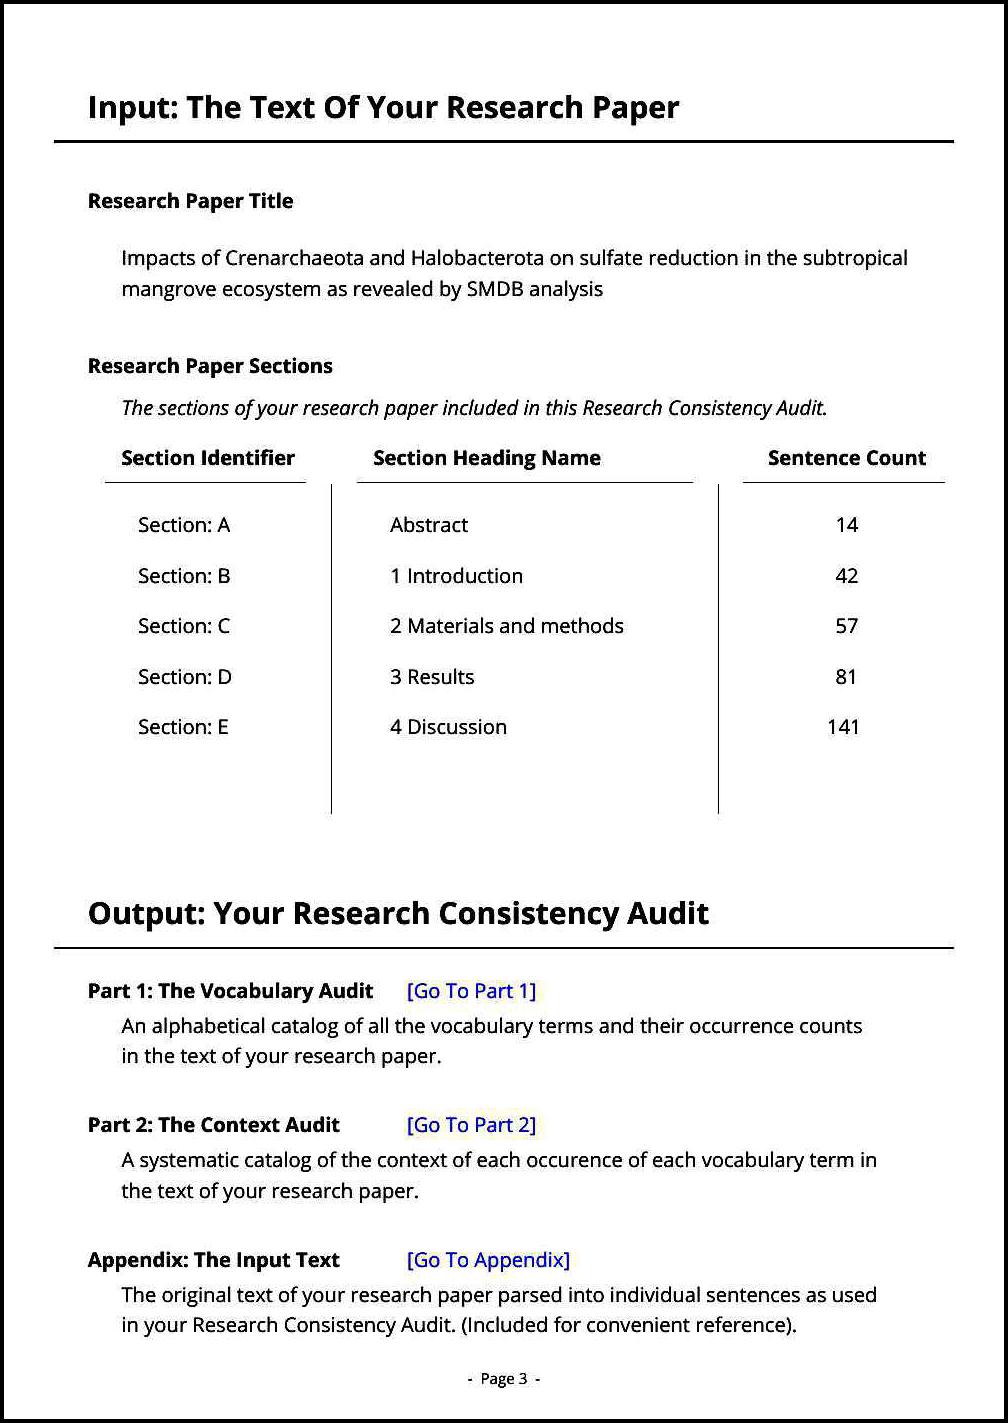 Input: The Text Of Your Research Paper
Research Paper Title
Impacts of Crenarchaeota and Halobacterota on sulfate reduction in the subtropical
mangrove ecosystem as revealed by SMDB analysis
Research Paper Sections
The sections of your research paper included in this Research Consistency Audit.
Section Identifier Section Heading Name Sentence Count
Section: A Abstract 14
Section: B 1 Introduction 42
Section: C 2 Materials and methods 57
Section: D 3 Results 81
Section: E 4 Discussion 141
Output: Your Research Consistency Audit
Part 1: The Vocabulary Audit [Go To Part 1]
An alphabetical catalog of all the vocabulary terms and their occurrence counts
in the text of your research paper.
Part 2: The Context Audit [Go To Part 2]
A systematic catalog of the context of each occurence of each vocabulary term in
the text of your research paper.
Appendix: The Input Text [Go To Appendix]
The original text of your research paper parsed into individual sentences as used
in your Research Consistency Audit. (Included for convenient reference).
- Page 3 -